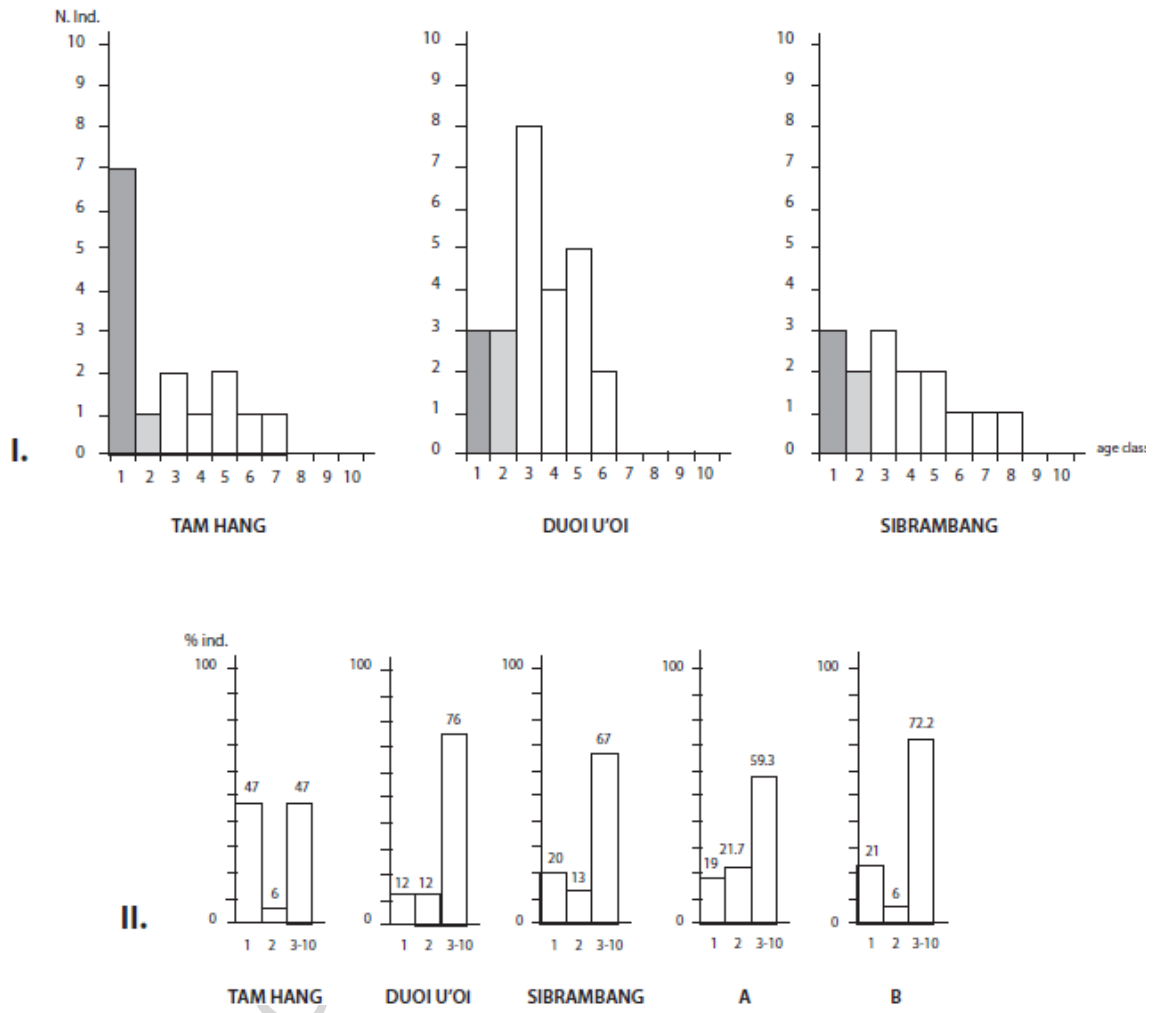 N. Ind.
10 9 8 7 6 5 4 3 2 1 0
1 2 3 4 5 6 7 8 9 10
TAM HANG
10 9 8 7 6 5 4 3 2 1 0
1 2 3 4 5 6 7 8 9 10
DUOI U'OI
10 9 8 7 6 5 4 3 2 1 0
1 2 3 4 5 6 7 8 9 10
age clas
SIBRAMBANG
I.
% ind.
100
0
47 6 47
1 2 3-10
TAM HANG
100
0
12 12 76
1 2 3-10
DUOI U'OI
100
0
20 13 67
1 2 3-10
SIBRAMBANG
100
0
19 21.7 59.3
1 2 3-10
A
100
0
21 6 72.2
1 2 3-10
B
II.